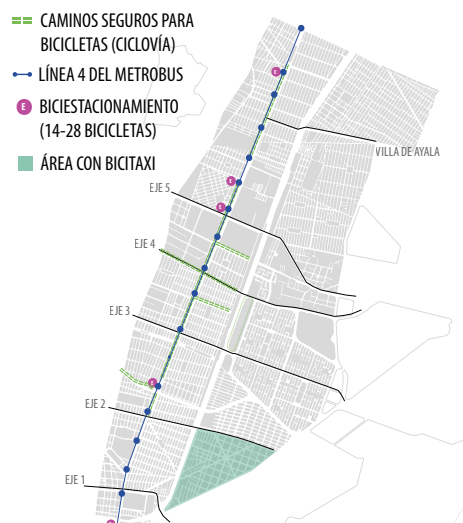 CAMINOS SEGUROS PARA
BICICLETAS (CICLOVÍA)
LÍNEA 4 DEL METROBUS
E BICIESTACIONAMIENTO
(14-28 BICICLETAS)
ÁREA CON BICITAXI
E
VILLA DE AYALA
E
EJE 5
E
EJE 4
EJE 3
E
EJE 2
EJE 1
E